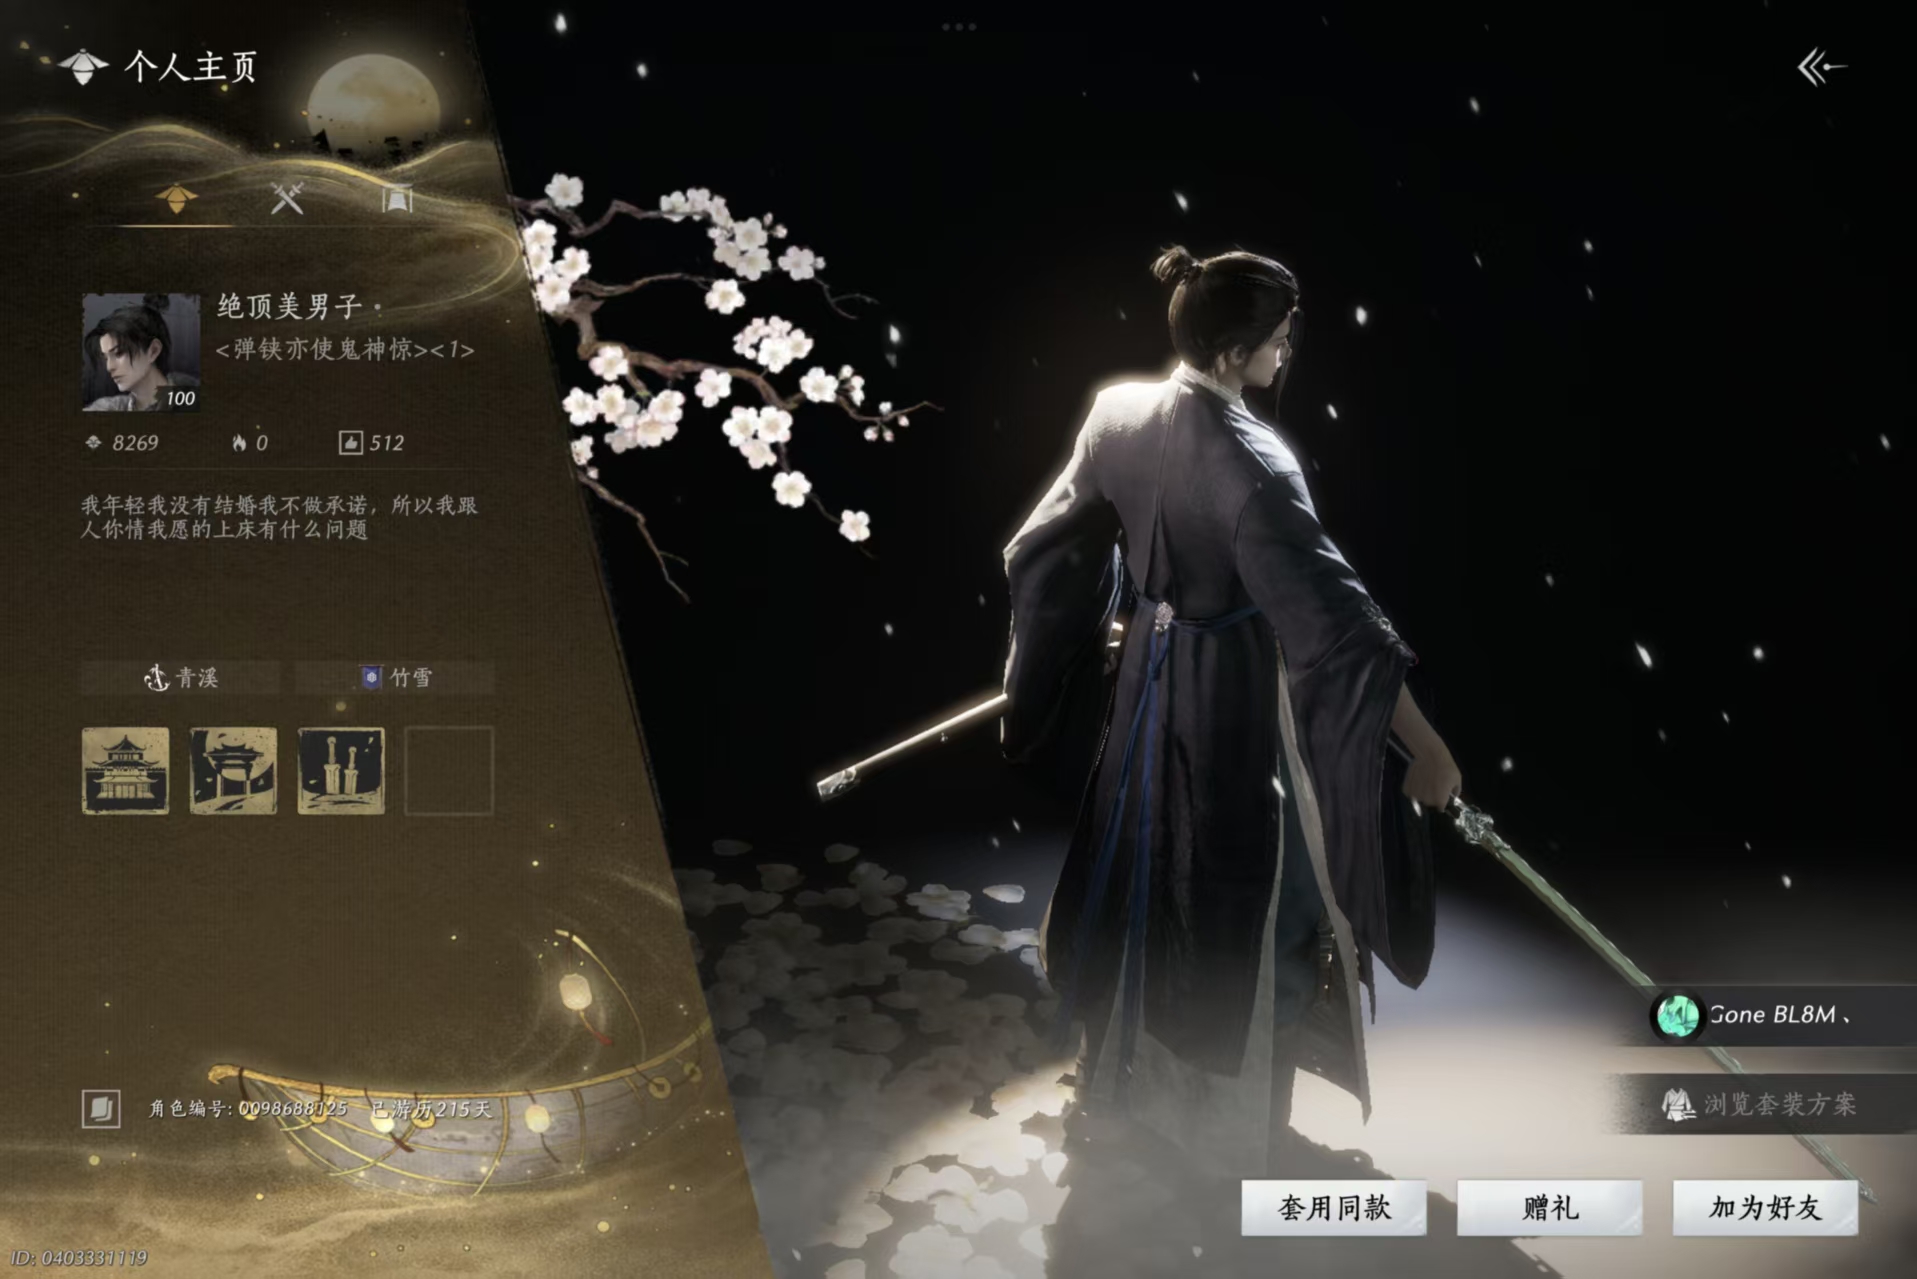 个人主页
绝顶美男子·
<弹铗亦使鬼神惊><1>
100
8269
0
512
我年轻我没有结婚我不做承诺，所以我跟
人你情我愿的上床有什么问题
青溪
竹雪
角色编号:0098688125 已游历215天
ID: 0403331119
Gone BL8M、
浏览套装方案
套用同款
赠礼
加为好友